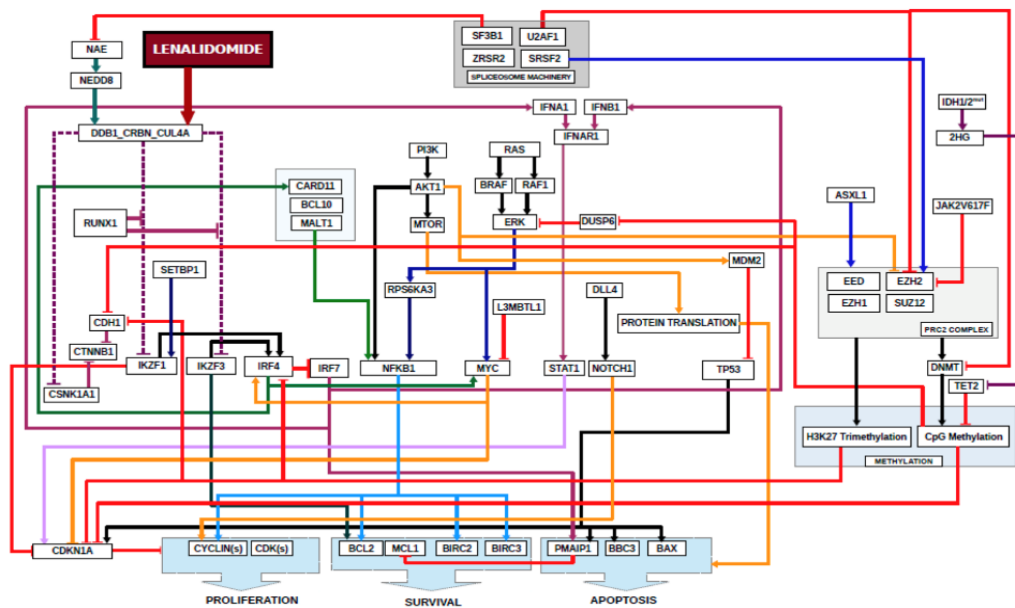 SF3B1
U2AF1
NAE
LENALIDOMIDE
ZRSR2
SRSF2
NEDD8
SPLICEOSOME MACHINERY
IFNA1
IFNB1
IDH1/2mut
DDB1_CRBN_CUL4A
IFNAR1
2HG
PI3K
RAS
CARD11
AKT1
BRAF
RAF1
ASXL1
BCL10
JAK2V617F
RUNX1
MALT1
MTOR
ERK
DUSP6
SETBP1
MDM2
RPS6KA3
DLL4
EED
EZH2
L3MBTL1
EZH1
SUZ12
CDH1
PROTEIN TRANSLATION
PRC2 COMPLEX
CTNNB1
IKZF1
IKZF3
IRF4
IRF7
NFKB1
MYC
STAT1
NOTCH1
TP53
DNMT
CSNK1A1
TET2
H3K27 Trimethylation
CpG Methylation
METHYLATION
CDKN1A
CYCLIN(s)
CDK(s)
BCL2
MCL1
BIRC2
BIRC3
PMAIP1
BBC3
BAX
PROLIFERATION
SURVIVAL
APOPTOSIS